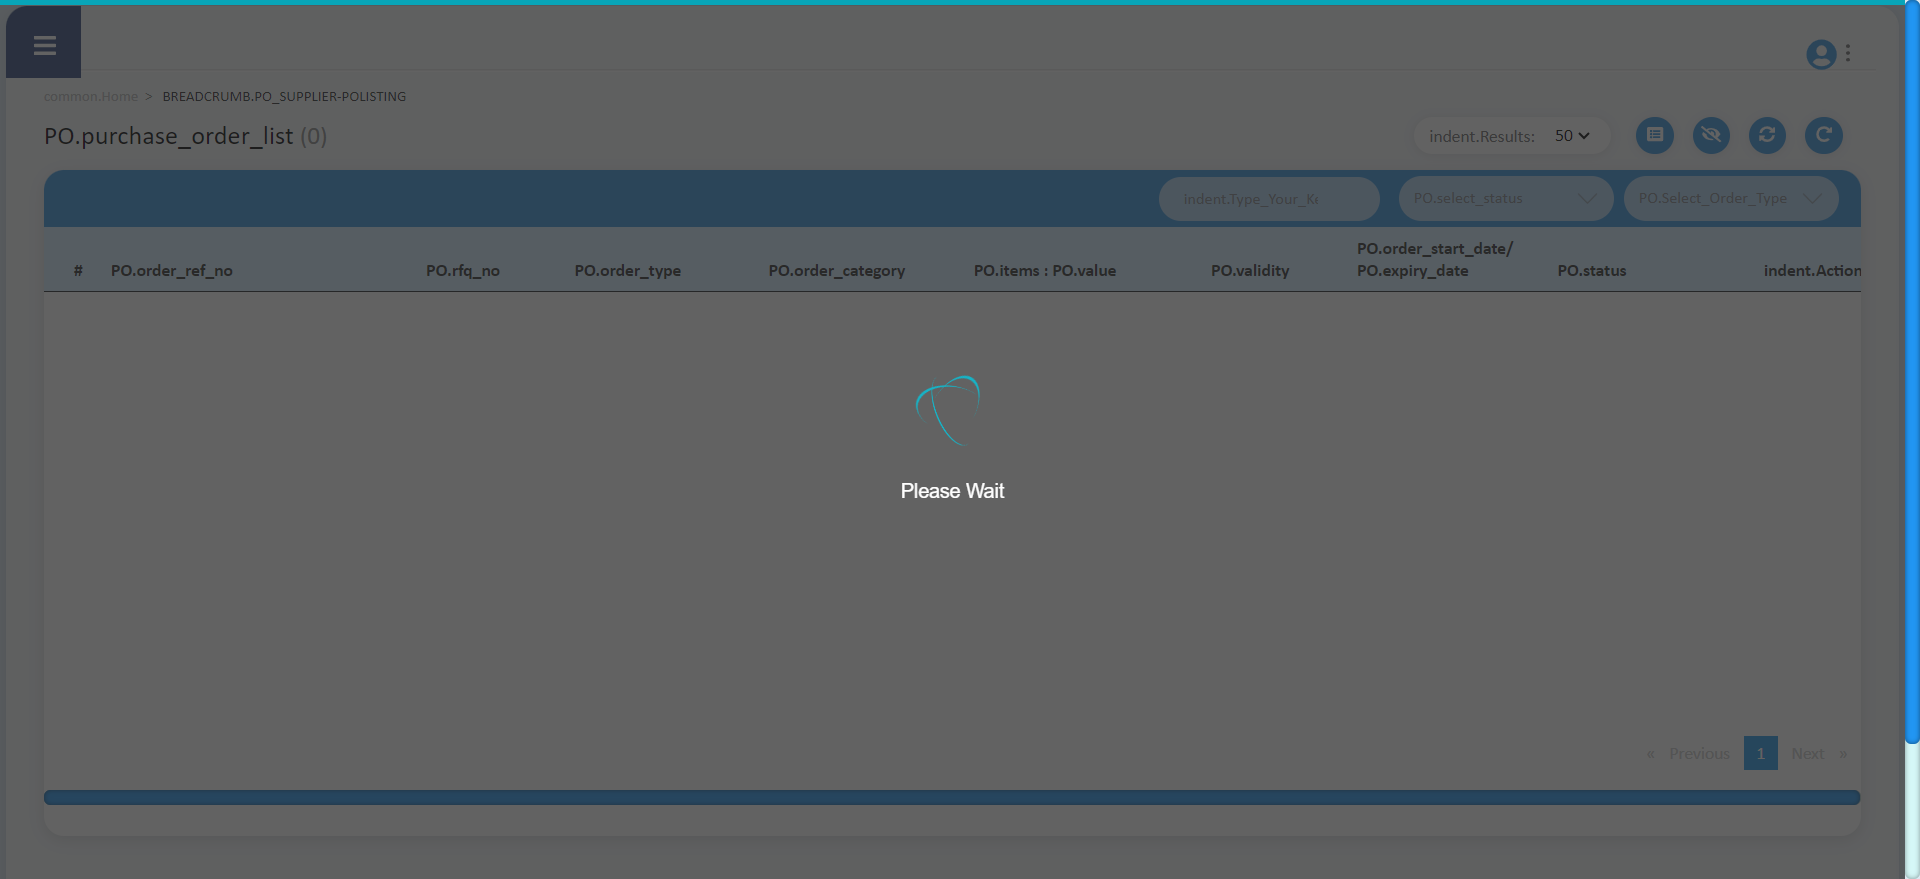 common.Home > BREADCRUMB.PO_SUPPLIER-POLISTING
PO.purchase_order_list (0)
indent.Results: 50
indent.Type_Your_Ke
PO.select_status
PO.Select_Order_Type
# PO.order_ref_no PO.rfq_no PO.order_type PO.order_category PO.items : PO.value PO.validity PO.order_start_date/ PO.expiry_date PO.status indent.Action
Please Wait
« Previous 1 Next »